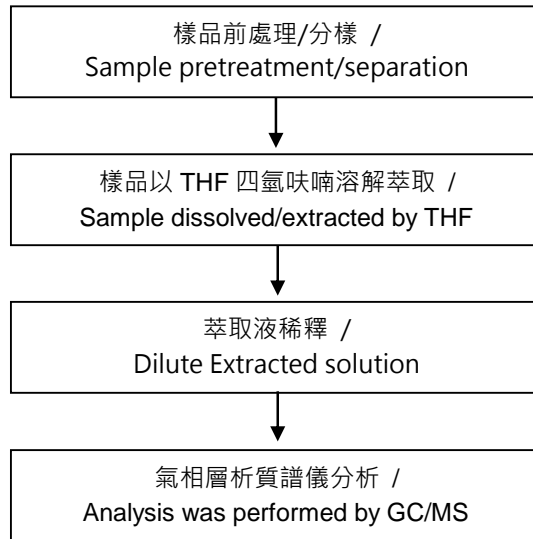 樣品前處理/分樣 /
Sample pretreatment/separation
樣品以 THF 四氫呋喃溶解萃取 /
Sample dissolved/extracted by THF
萃取液稀釋 /
Dilute Extracted solution
氣相層析質譜儀分析 /
Analysis was performed by GC/MS